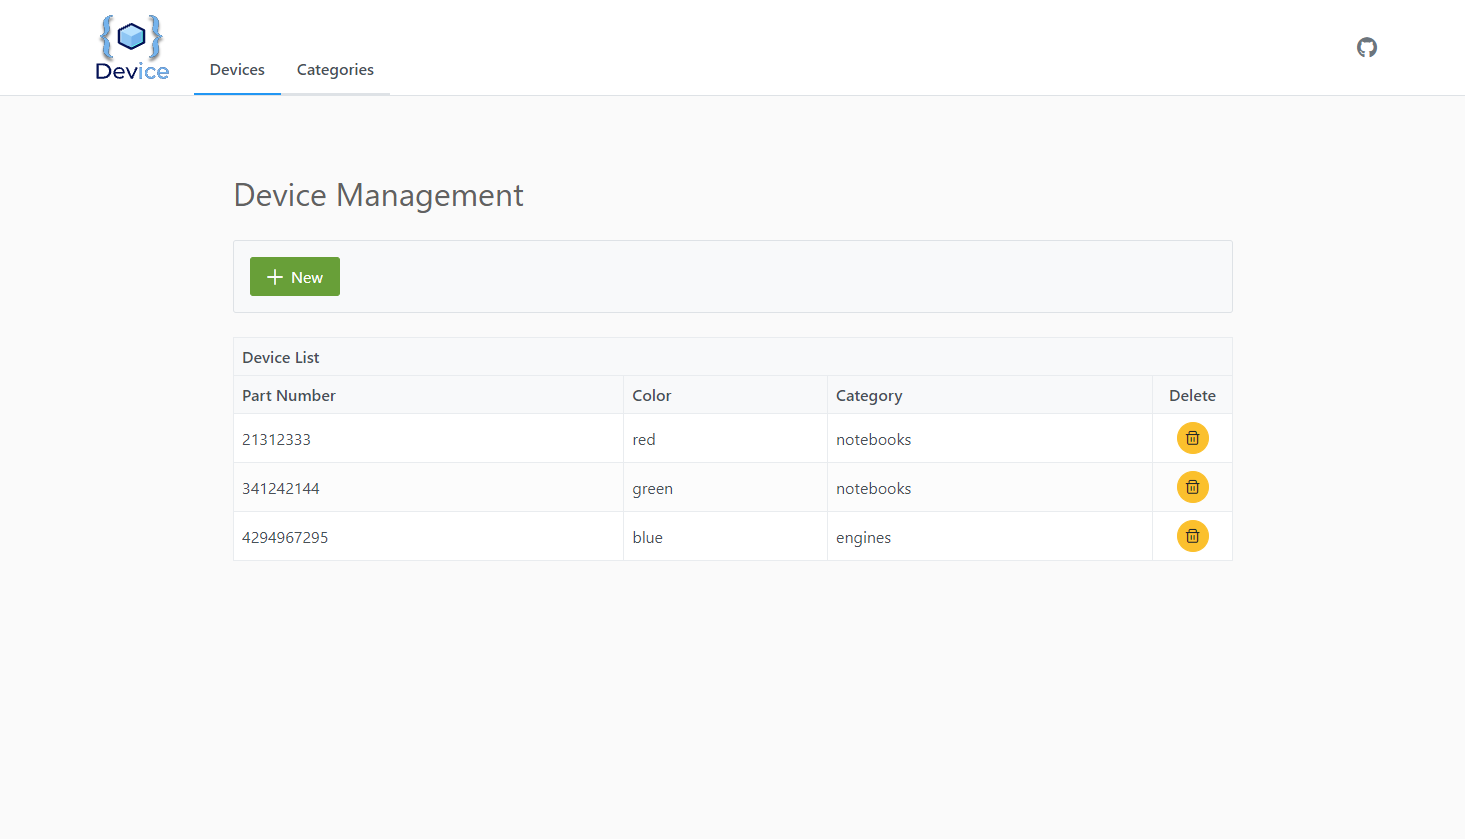 Device
Devices Categories
Device Management
New
Device List
Part Number Color Category Delete
21312333 red notebooks
341242144 green notebooks
4294967295 blue engines